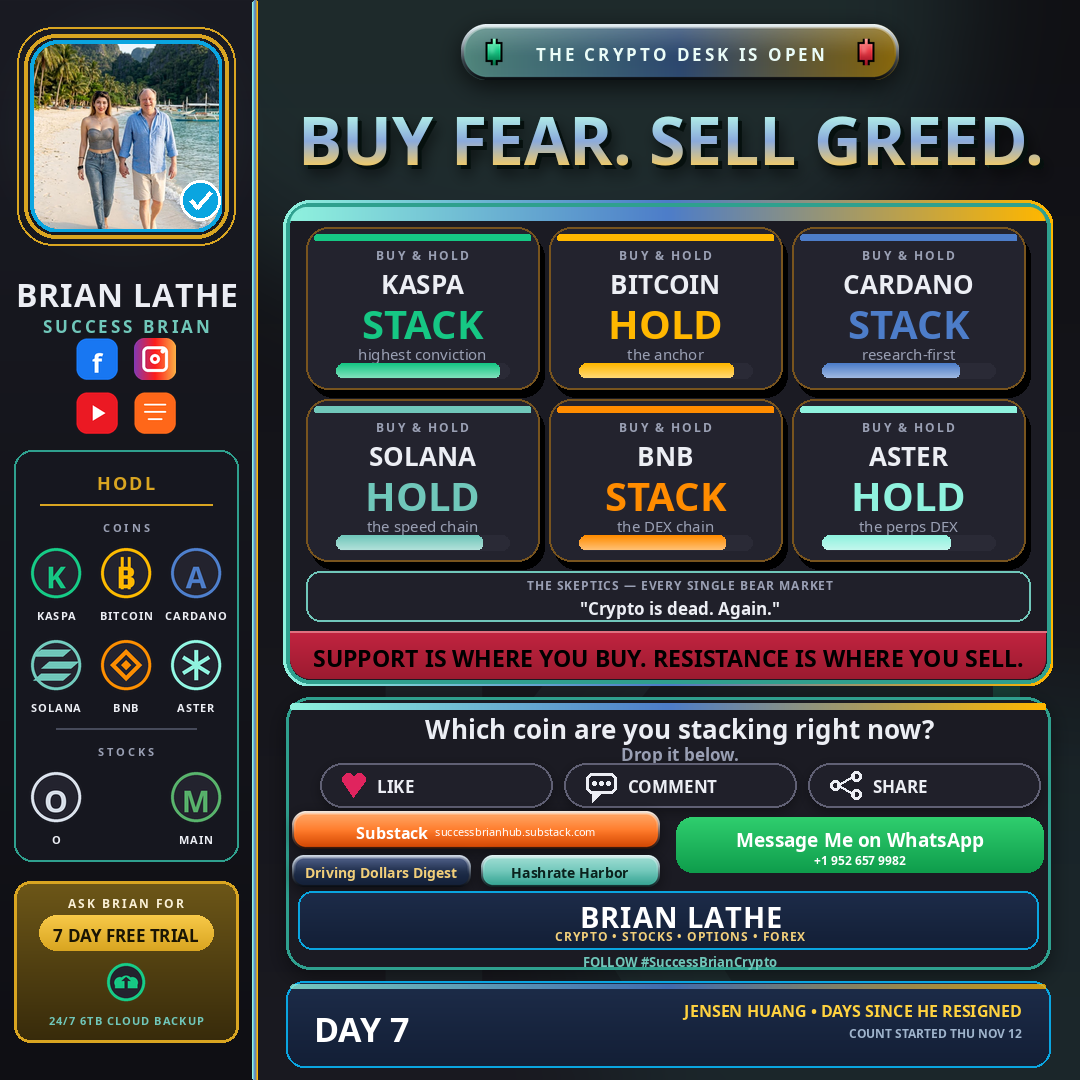 BRIAN LATHE
SUCCESS BRIAN
f
HODL
COINS
K
B
A
KASPA
BITCOIN
CARDANO
SOLANA
BNB
ASTER
STOCKS
O
M
O
MAIN
ASK BRIAN FOR
7 DAY FREE TRIAL
24/7 6TB CLOUD BACKUP
THE CRYPTO DESK IS OPEN
BUY FEAR. SELL GREED.
BUY & HOLD
KASPA
STACK
highest conviction
BUY & HOLD
BITCOIN
HOLD
the anchor
BUY & HOLD
CARDANO
STACK
research-first
BUY & HOLD
SOLANA
HOLD
the speed chain
BUY & HOLD
BNB
STACK
the DEX chain
BUY & HOLD
ASTER
HOLD
the perps DEX
THE SKEPTICS — EVERY SINGLE BEAR MARKET
"Crypto is dead. Again."
SUPPORT IS WHERE YOU BUY. RESISTANCE IS WHERE YOU SELL.
Which coin are you stacking right now?
Drop it below.
LIKE
COMMENT
SHARE
Substack successbrianhub.substack.com
Driving Dollars Digest
Hashrate Harbor
Message Me on WhatsApp
+1 952 657 9982
BRIAN LATHE
CRYPTO • STOCKS • OPTIONS • FOREX
FOLLOW #SuccessBrianCrypto
DAY 7
JENSEN HUANG • DAYS SINCE HE RESIGNED
COUNT STARTED THU NOV 12